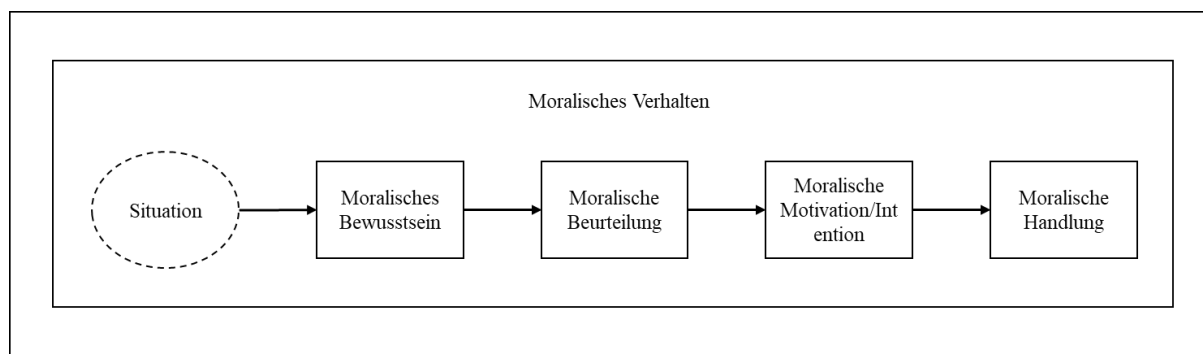 Moralisches Verhalten
Situation
Moralisches
Bewusstsein
Moralische
Beurteilung
Moralische
Motivation/Int
ention
Moralische
Handlung